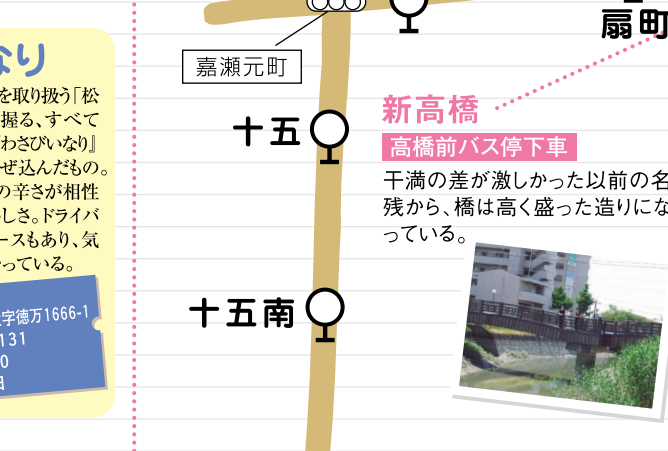 なり
を取り扱う「松
握る、すべて
わさびいなり』
ぜ込んだもの。
の辛さが相性
しさ。ドライバ
ースもあり、気
っている。
字徳万1666-1
131
0
嘉瀬元町
十五
十五南
扇町
新高橋
高橋前バス停下車
干満の差が激しかった以前の名
残から、橋は高く盛った造りにな
っている。